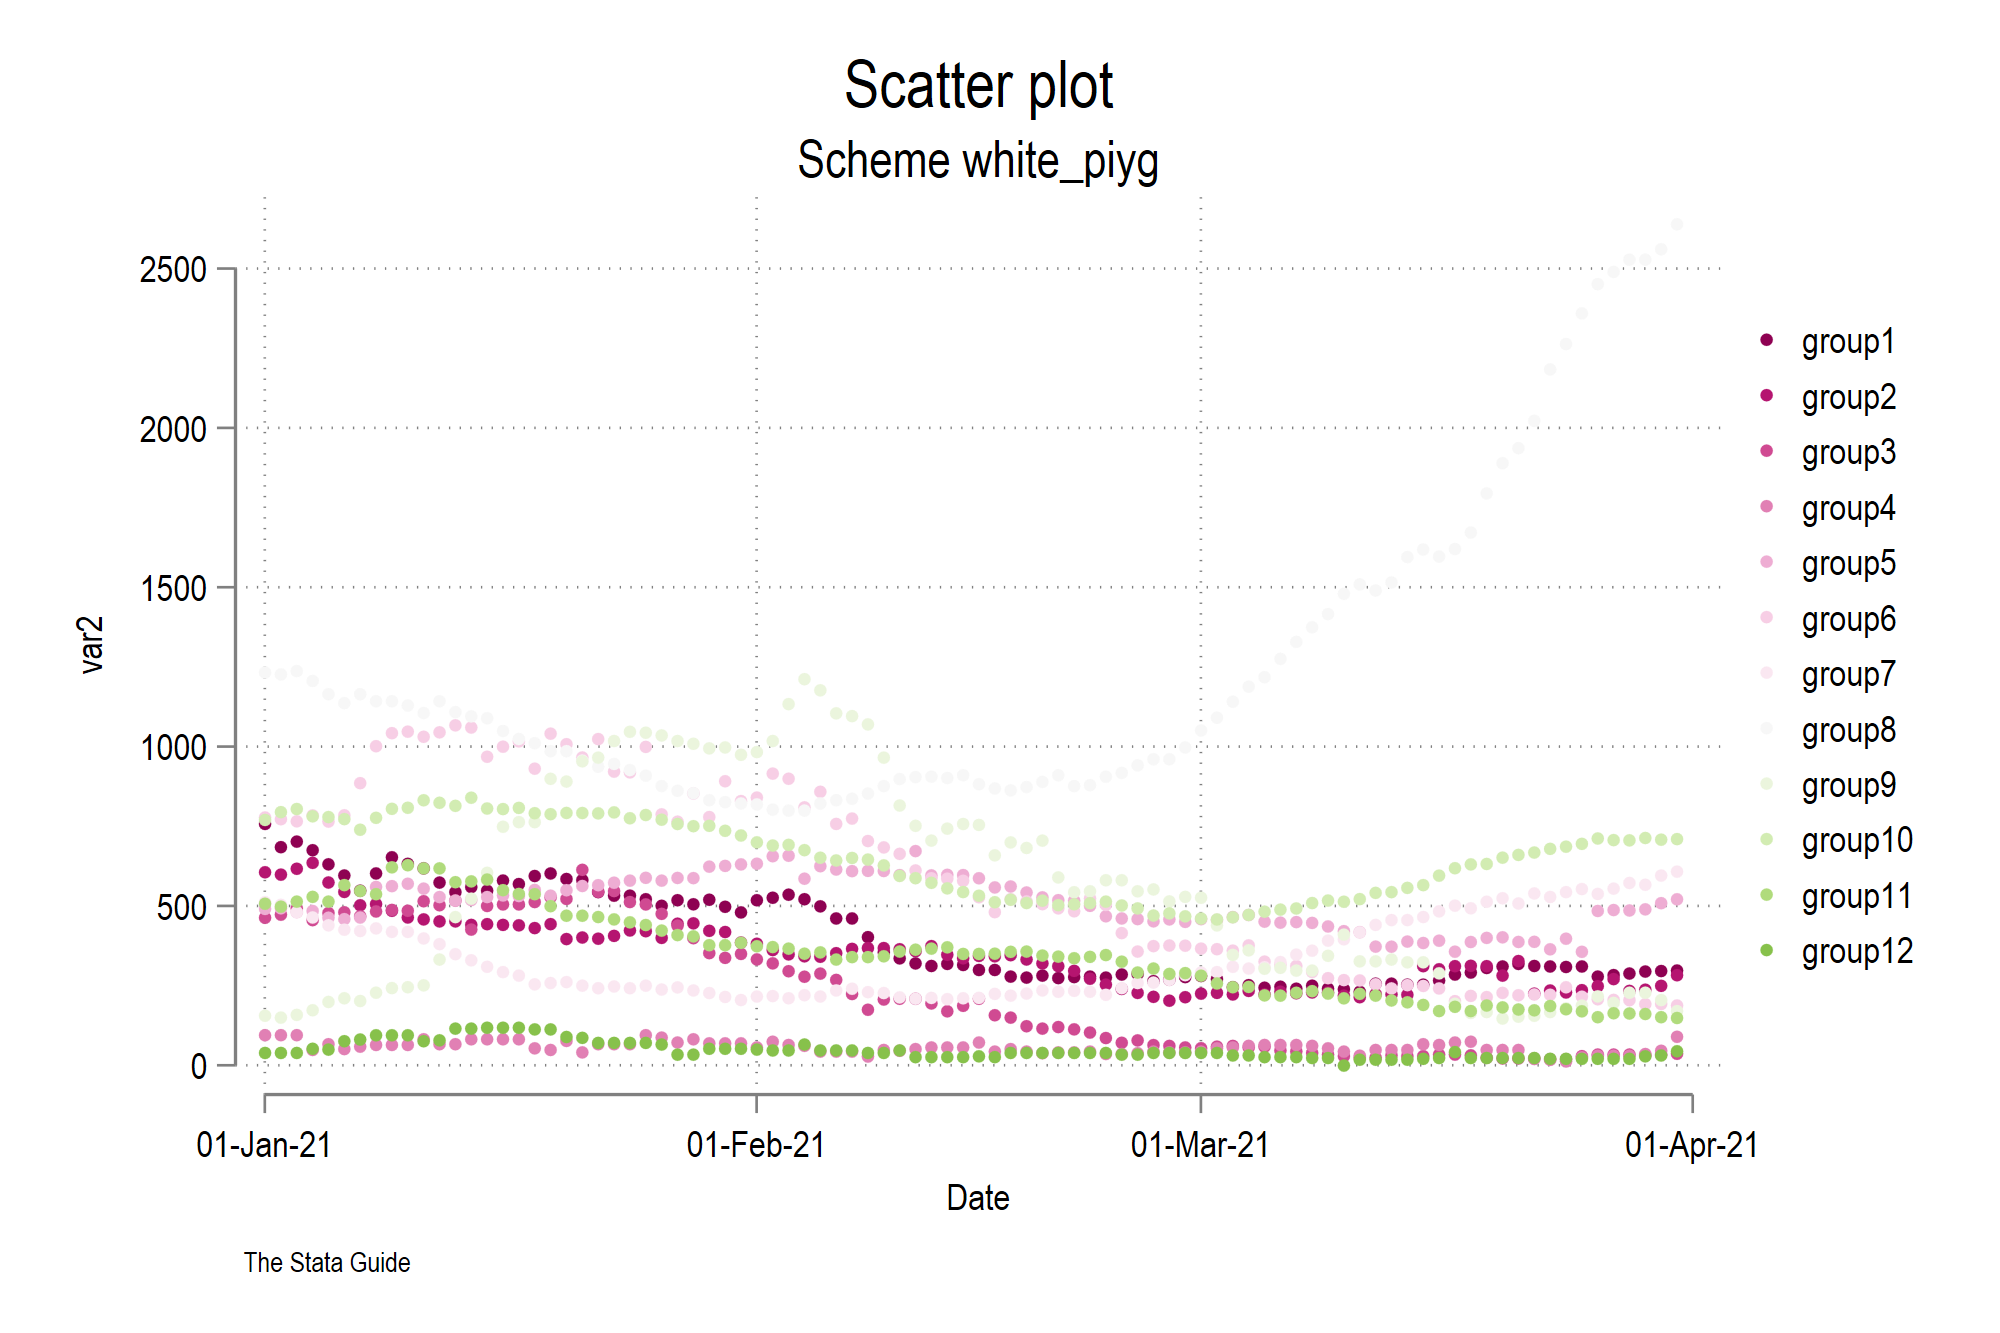 Scatter plot
Scheme white_piyg
2500
2000
1500
1000
500
0
var2
01-Jan-21
01-Feb-21
01-Mar-21
01-Apr-21
Date
group1
group2
group3
group4
group5
group6
group7
group8
group9
group10
group11
group12
The Stata Guide